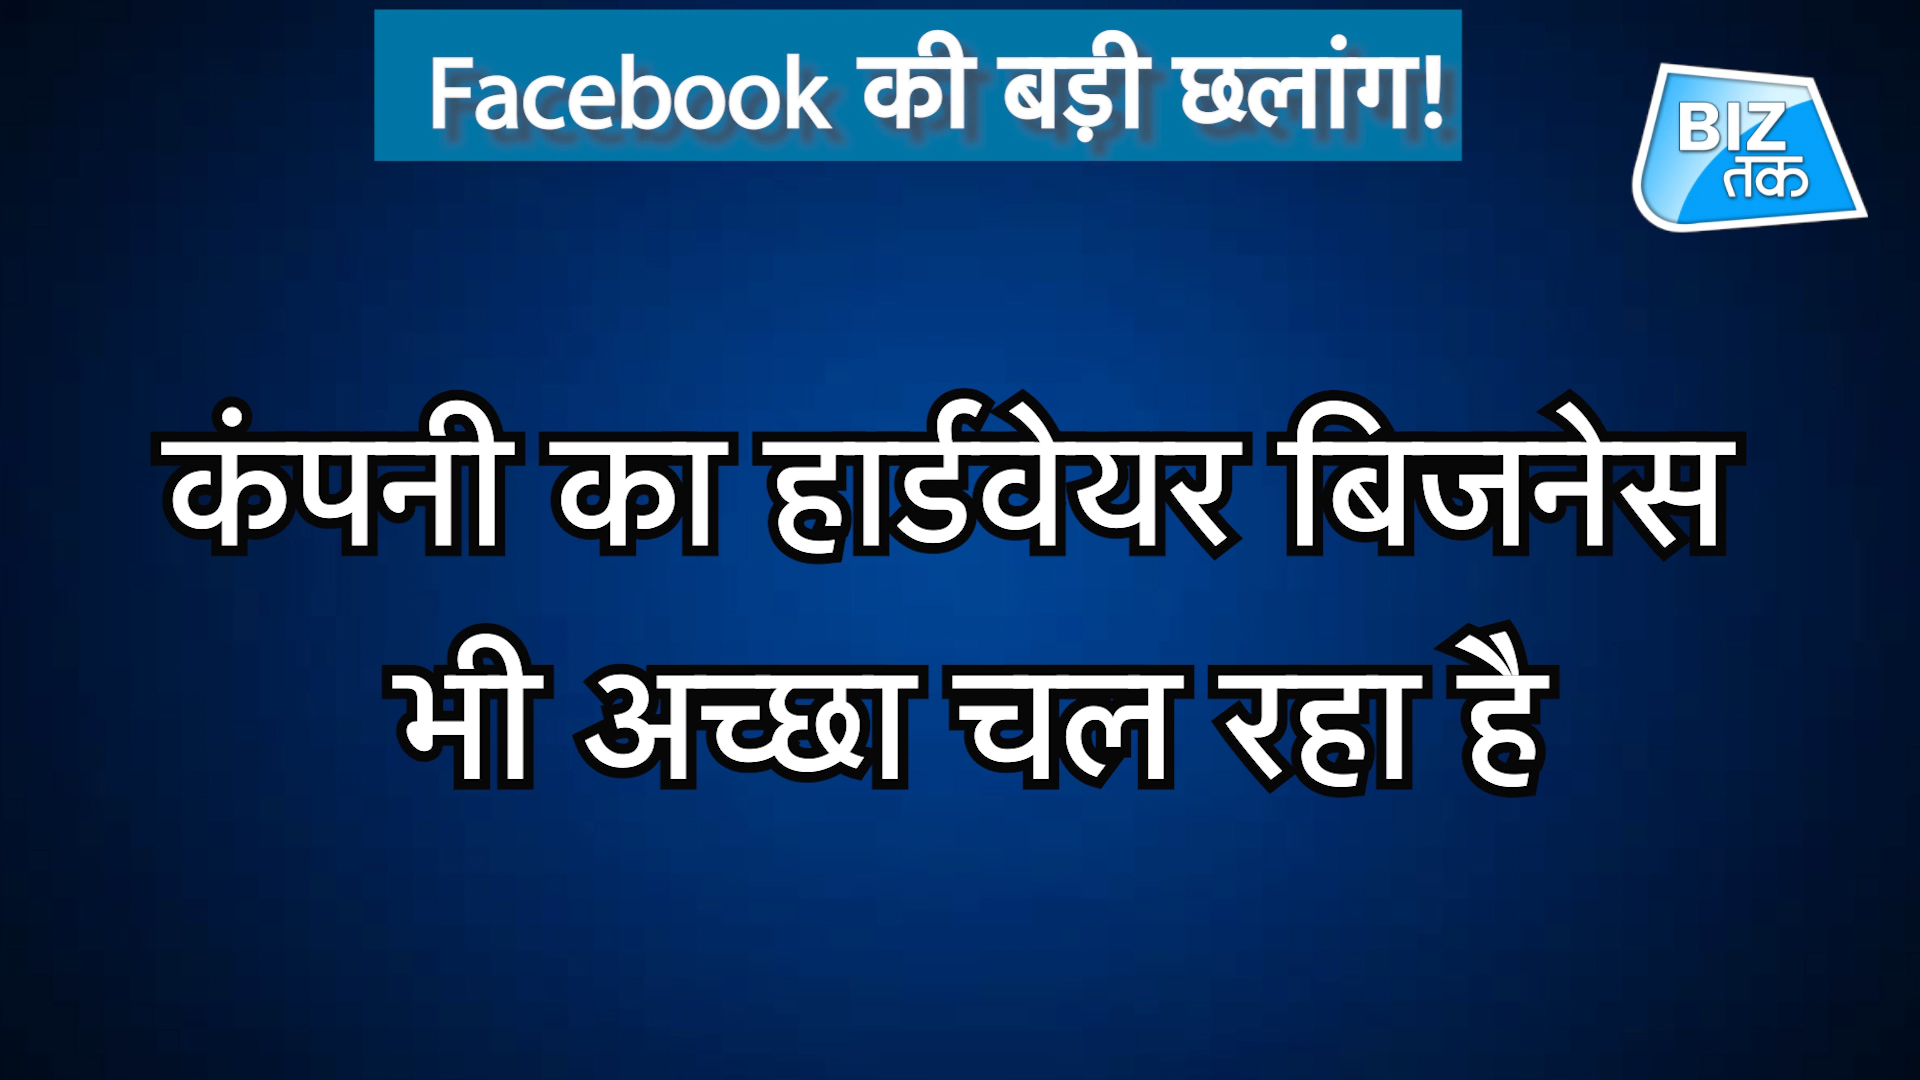 Facebook की बड़ी छलांग!
BIZ
तक
कंपनी का हार्डवेयर बिजनेस
भी अच्छा चल रहा है